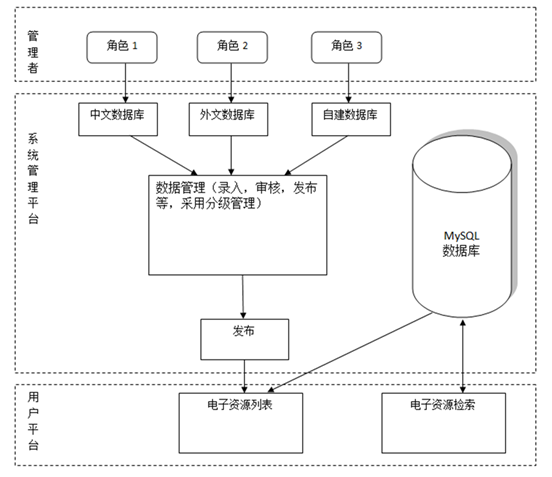 管理者
角色 1
角色 2
角色 3
系统管理平台
中文数据库
外文数据库
自建数据库
数据管理（录入，审核，发布
等，采用分级管理）
MySQL
数据库
发布
用户平台
电子资源列表
电子资源检索